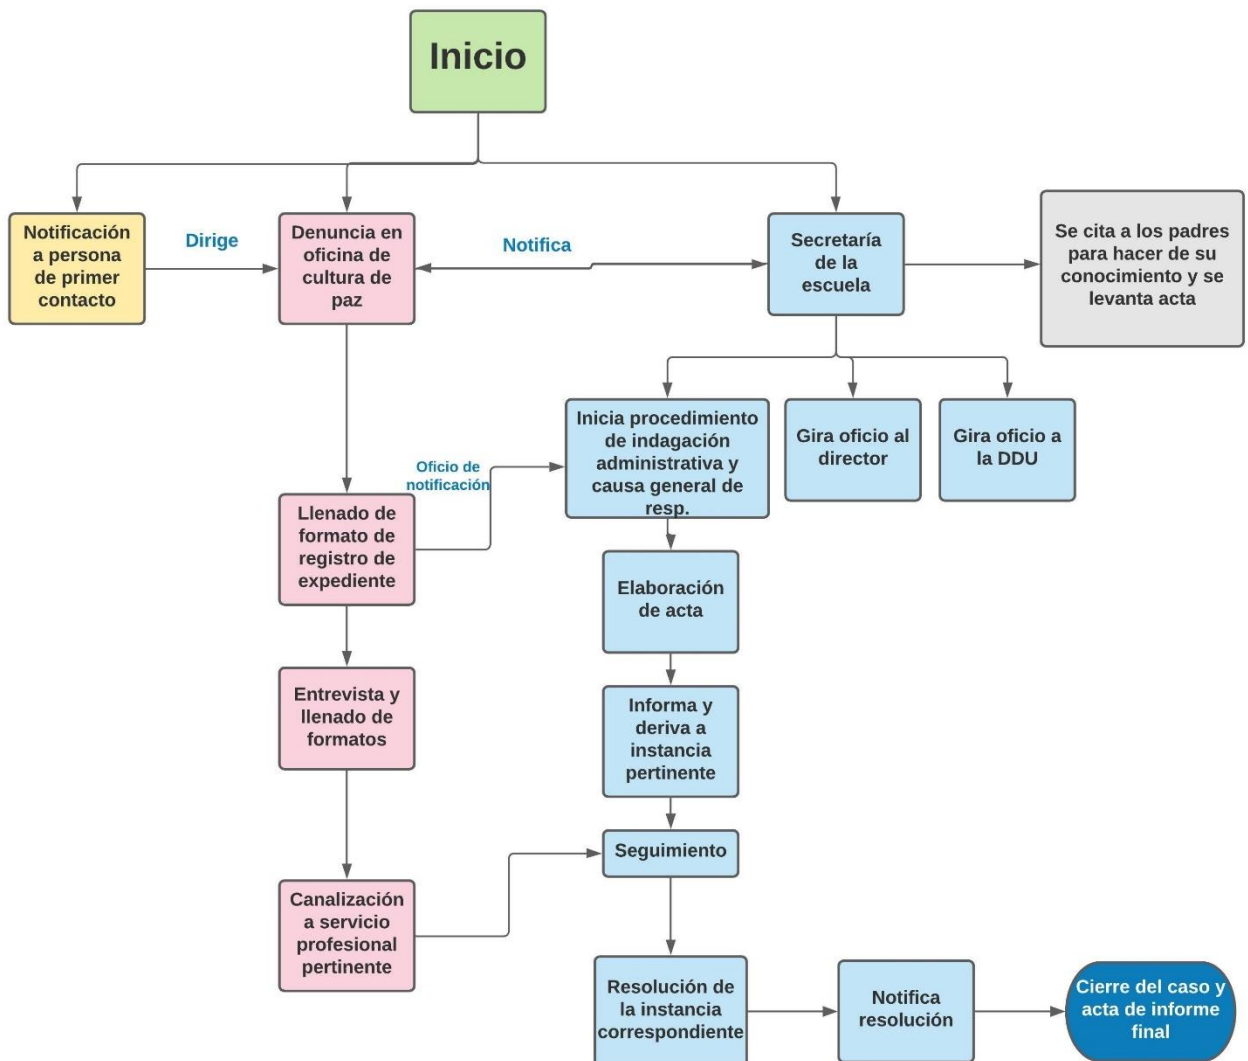 Inicio
Notificación
a persona
de primer
contacto
Dirige
Denuncia en
oficina de
cultura de
paz
Notifica
Secretaría
de la
escuela
Se cita a los padres
para hacer de su
conocimiento y se
levanta acta
Inicia procedimiento
de indagación
administrativa y
causa general de
resp.
Gira oficio al
director
Gira oficio a
la DDU
Oficio de
notificación
Llenado de
formato de
registro de
expediente
Elaboración
de acta
Entrevista y
llenado de
formatos
Informa y
deriva a
instancia
pertinente
Seguimiento
Canalización
a servicio
profesional
pertinente
Resolución de
la instancia
correspondiente
Notifica
resolución
Cierre del caso y
acta de informe
final